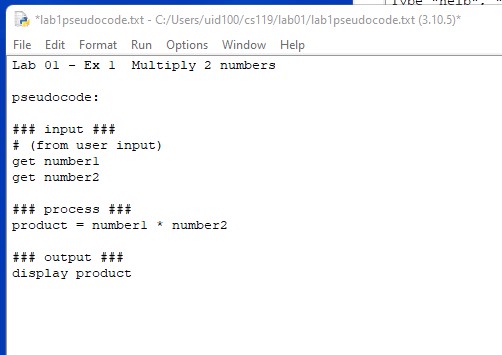 Type "help", "
*lab1pseudocode.txt - C:/Users/uid100/cs119/lab01/lab1pseudocode.txt (3.10.5)*
File Edit Format Run Options Window Help
Lab 01 - Ex 1  Multiply 2 numbers
pseudocode:
### input ###
# (from user input)
get number1
get number2
### process ###
product = number1 * number2
### output ###
display product